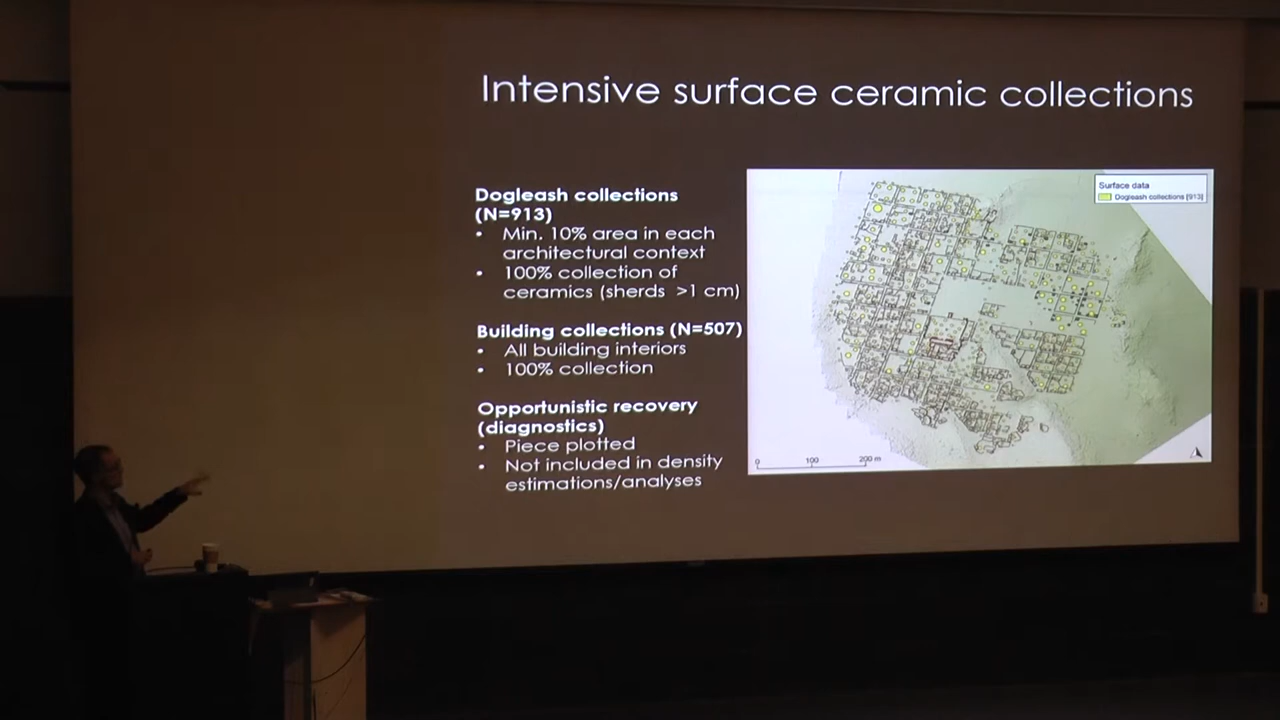 Intensive surface ceramic collections
Dogleash collections
(N=913)
• Min. 10% area in each
architectural context
• 100% collection of
ceramics (sherds >1 cm)
Building collections (N=507)
• All building interiors
• 100% collection
Opportunistic recovery
(diagnostics)
• Piece plotted
• Not included in density
estimations/analyses
Surface data
Dogleash collections [913]
0 100 200 m